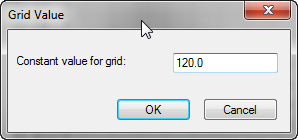 Grid Value
Constant value for grid: 120.0
OK Cancel